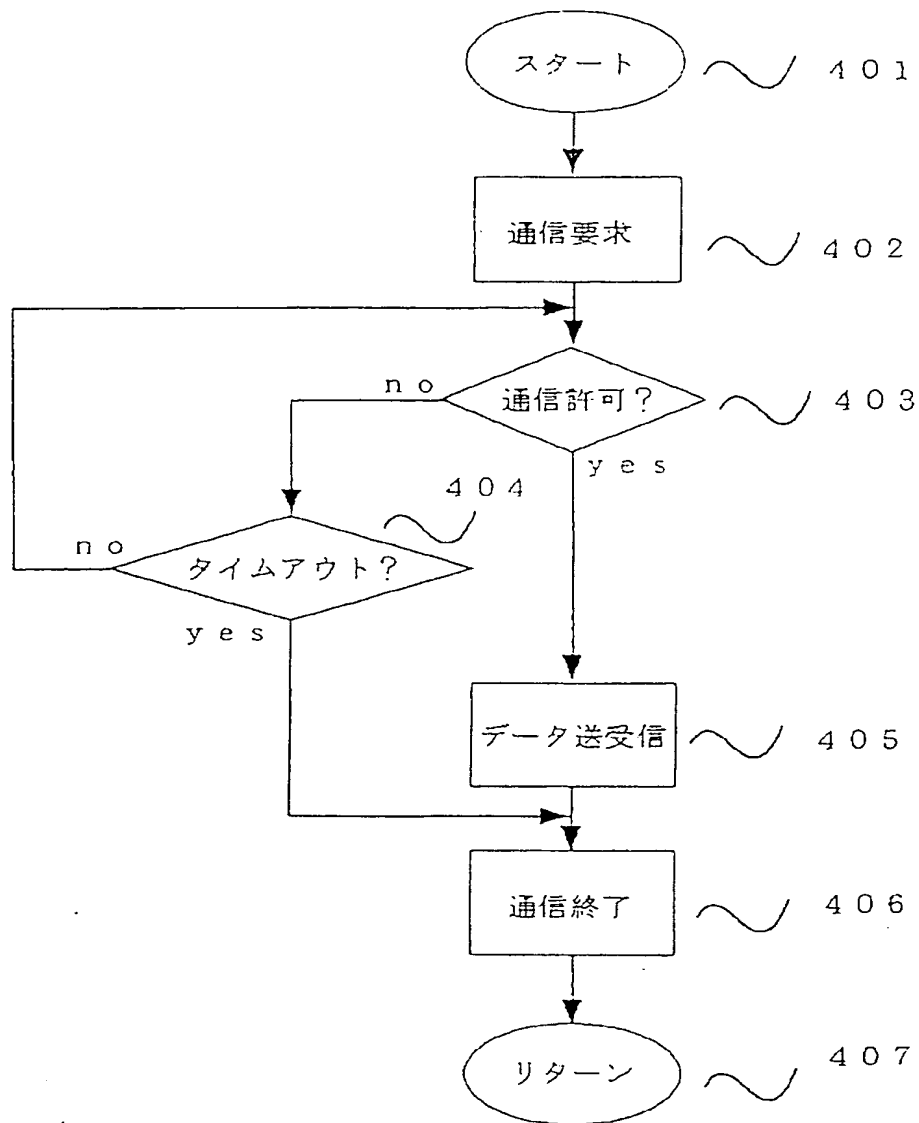 スタート
401
通信要求
402
no
通信許可?
403
yes
404
no
タイムアウト?
yes
データ送受信
405
通信終了
406
リターン
407